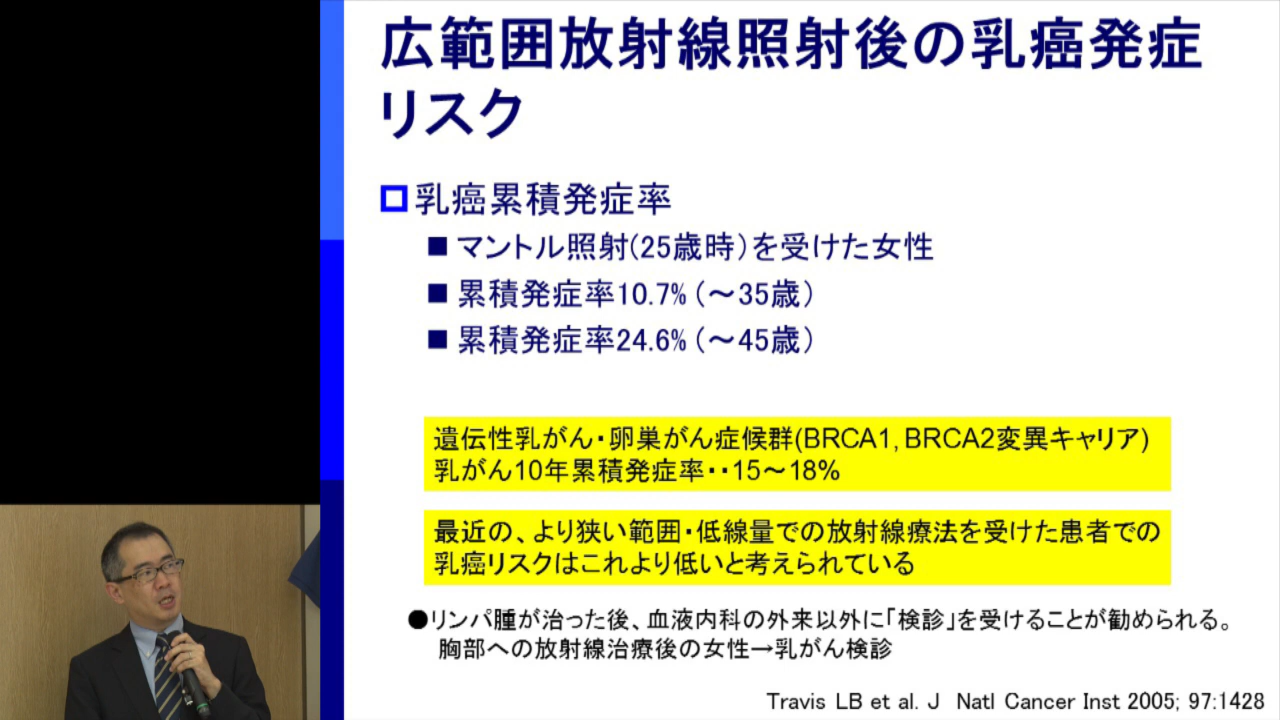 広範囲放射線照射後の乳癌発症
リスク
乳癌累積発症率
マントル照射(25歳時)を受けた女性
累積発症率10.7%(～35歳)
累積発症率24.6%(～45歳)
遺伝性乳がん・卵巣がん症候群(BRCA1, BRCA2変異キャリア)
乳がん10年累積発症率・・15～18%
最近の、より狭い範囲・低線量での放射線療法を受けた患者での
乳癌リスクはこれより低いと考えられている
●リンパ腫が治った後、血液内科の外来以外に「検診」を受けることが勧められる。
胸部への放射線治療後の女性→乳がん検診
Travis LB et al. J Natl Cancer Inst 2005; 97:1428